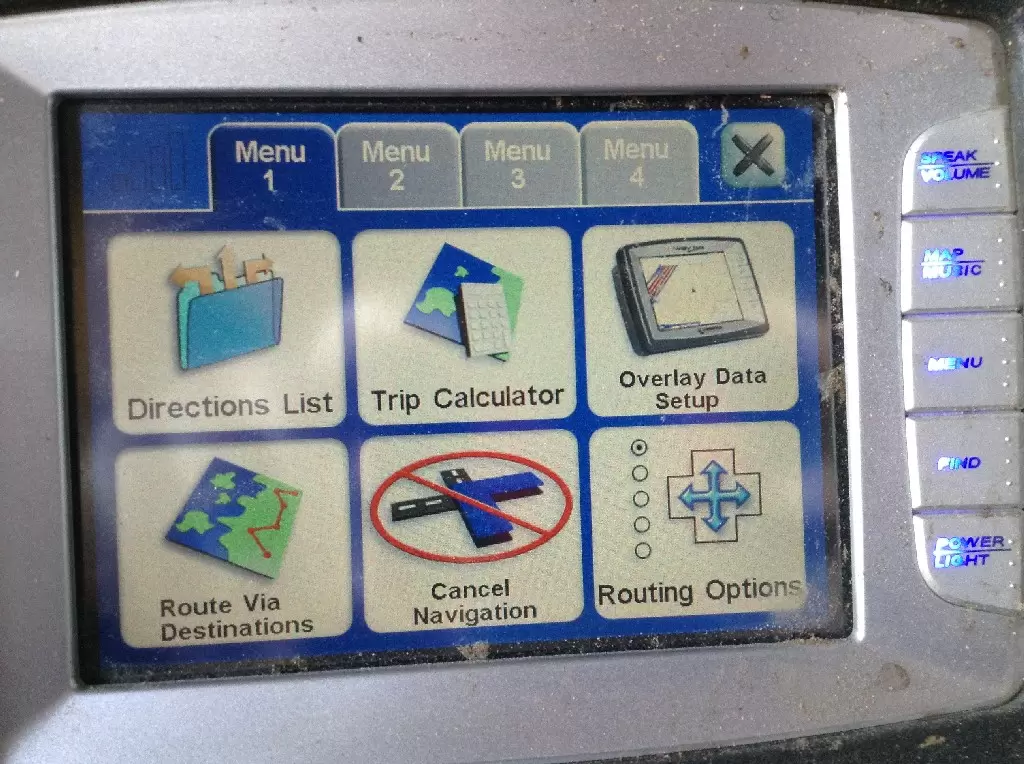 Menu
1
Menu
2
Menu
3
Menu
4
Directions List
Trip Calculator
Overlay Data
Setup
Route Via
Destinations
Cancel
Navigation
Routing Options
SPEAK
VOLUME
MAP
MUSIC
MENU
FIND
POWER
LIGHT